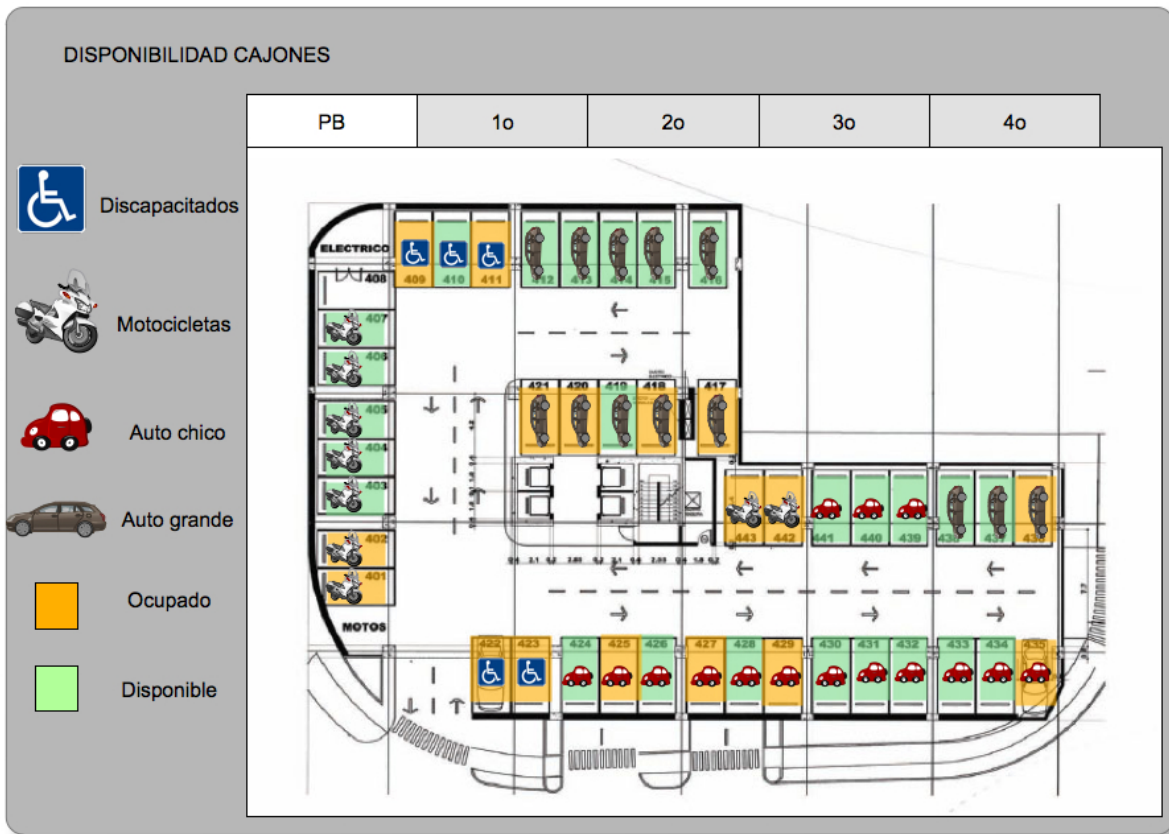 DISPONIBILIDAD CAJONES
PB 1o 2o 3o 4o
Discapacitados
Motocicletas
Auto chico
Auto grande
Ocupado
Disponible
ELECTRICO
409 410 411 412 413 414 415 416
408
407
406
405
404
403
402
401
MOTOS
421 420 419 418 417
443 442 441 440 439 438 437 436
422 423 424 425 426 427 428 429 430 431 432 433 434 435